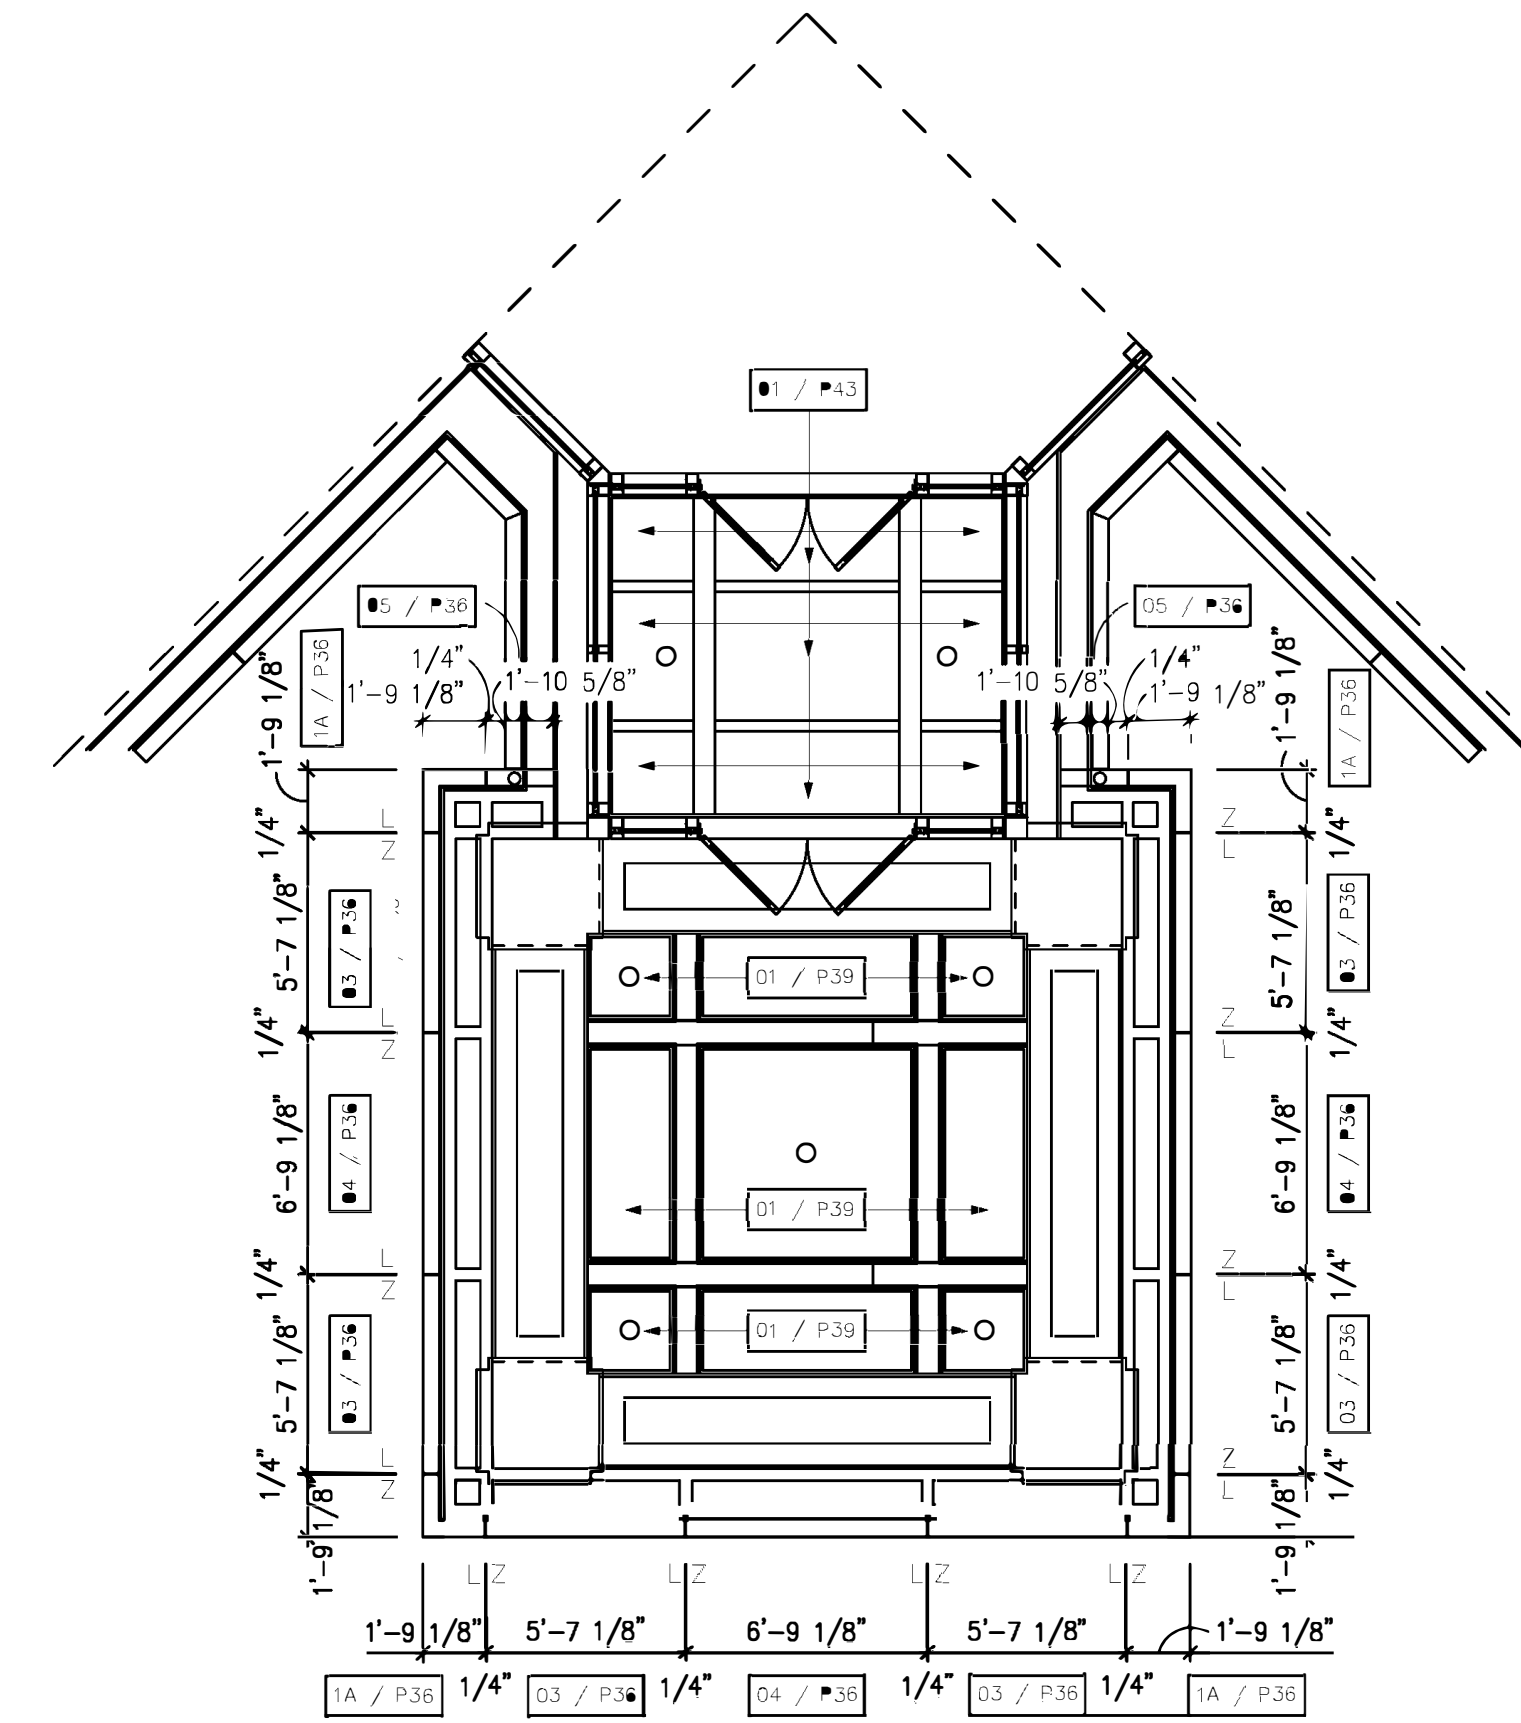 01 / P43
05 / P36
05 / P36
1A / P36
1'-9 1/8"
1/4"
1'-9 1/8"
1'-10 5/8"
1'-10 5/8"
1/4"
1'-9 1/8"
1'-9 1/8"
1A / P36
1/4"
L
Z
Z
L
1/4"
5'-7 1/8"
03 / P36
01 / P39
5'-7 1/8"
03 / P36
1/4"
L
Z
Z
L
1/4"
6'-9 1/8"
04 / P36
01 / P39
6'-9 1/8"
04 / P36
1/4"
L
Z
Z
L
1/4"
5'-7 1/8"
03 / P36
01 / P39
5'-7 1/8"
03 / P36
1/4"
L
Z
Z
L
1/4"
1'-9 1/8"
1'-9 1/8"
L Z
L Z
L Z
L Z
1'-9 1/8" 5'-7 1/8" 6'-9 1/8" 5'-7 1/8" 1'-9 1/8"
1A / P36 1/4" 03 / P36 1/4" 04 / P36 1/4" 03 / P36 1/4" 1A / P36